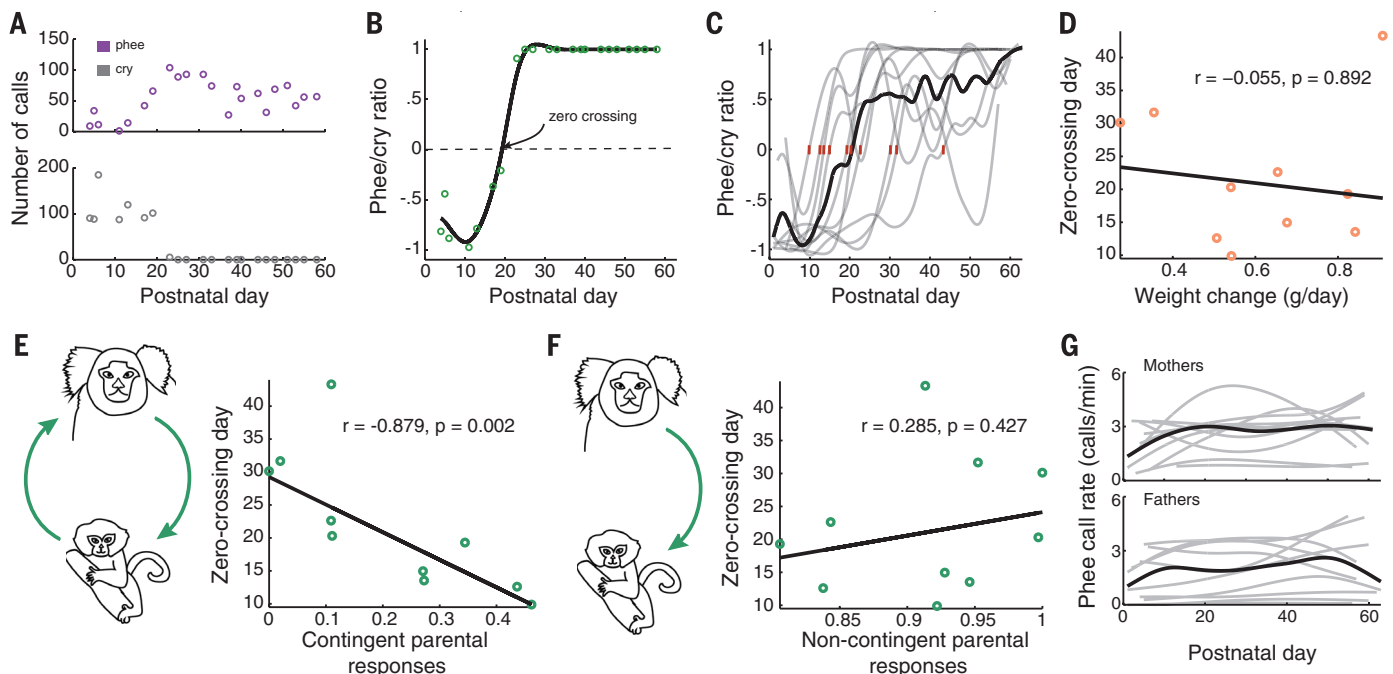 A
150
100
50
0
phee
cry
200
100
0
Number of calls
0 10 20 30 40 50 60
Postnatal day
B
1
.5
0
-.5
-1
Phee/cry ratio
zero crossing
0 10 20 30 40 50 60
Postnatal day
C
1
.5
0
-.5
-1
Phee/cry ratio
0 10 20 30 40 50 60
Postnatal day
D
40
35
30
25
20
15
10
Zero-crossing day
r = −0.055, p = 0.892
0.4 0.6 0.8
Weight change (g/day)
E
40
35
30
25
20
15
10
Zero-crossing day
r = -0.879, p = 0.002
0 0.1 0.2 0.3 0.4
Contingent parental
responses
F
40
35
30
25
20
15
10
Zero-crossing day
r = 0.285, p = 0.427
0.85 0.9 0.95 1
Non-contingent parental
responses
G
Phee call rate (calls/min)
6
3
0
Mothers
6
3
0
Fathers
20 40 60
Postnatal day